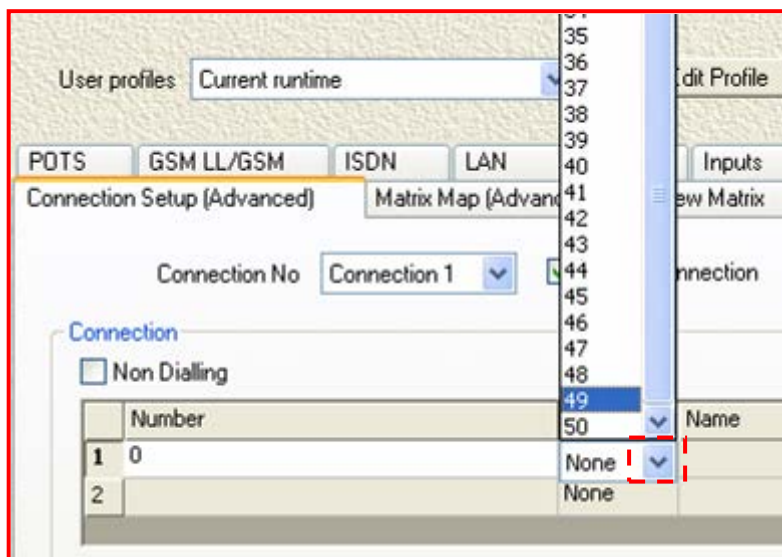 35
User profiles Current runtime 36 dit Profile
37
38
39
POTS GSM LL/GSM ISDN LAN 40 Inputs
41
Connection Setup (Advanced) Matrix Map (Advan 42 ew Matrix
43
Connection No Connection 1 44 nnection
45
46
Connection 47
Non Dialling 48
49
Number 50 Name
1 0 None
2 None